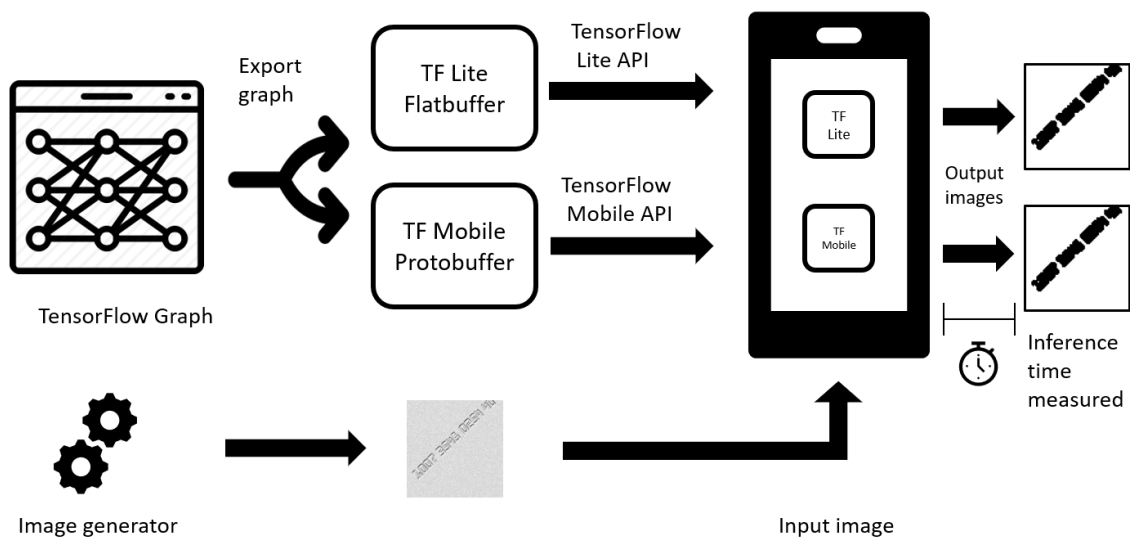 TensorFlow
Lite API
Export
graph
TF Lite
Flatbuffer
TF
Lite
TensorFlow
Mobile API
Output
images
TF Mobile
Protobuffer
TF
Mobile
TensorFlow Graph
Inference
time
measured
Image generator
Input image